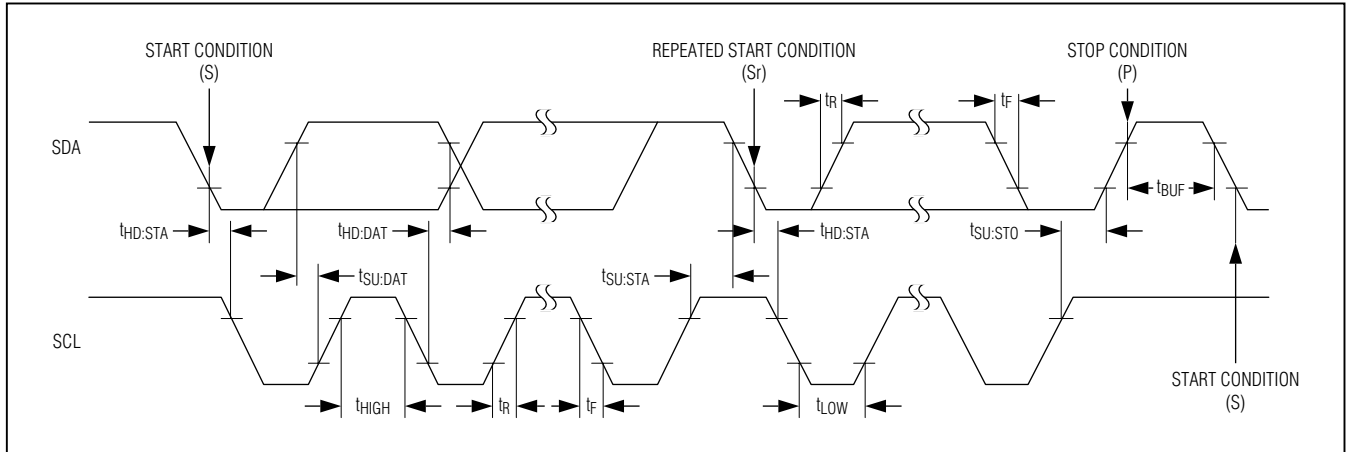 START CONDITION
(S)
REPEATED START CONDITION
(Sr)
STOP CONDITION
(P)
tR
tF
SDA
tBUF
tHD:STA
tHD:DAT
tHD:STA
tSU:STO
tSU:DAT
tSU:STA
SCL
tHIGH
tR
tF
tLOW
START CONDITION
(S)